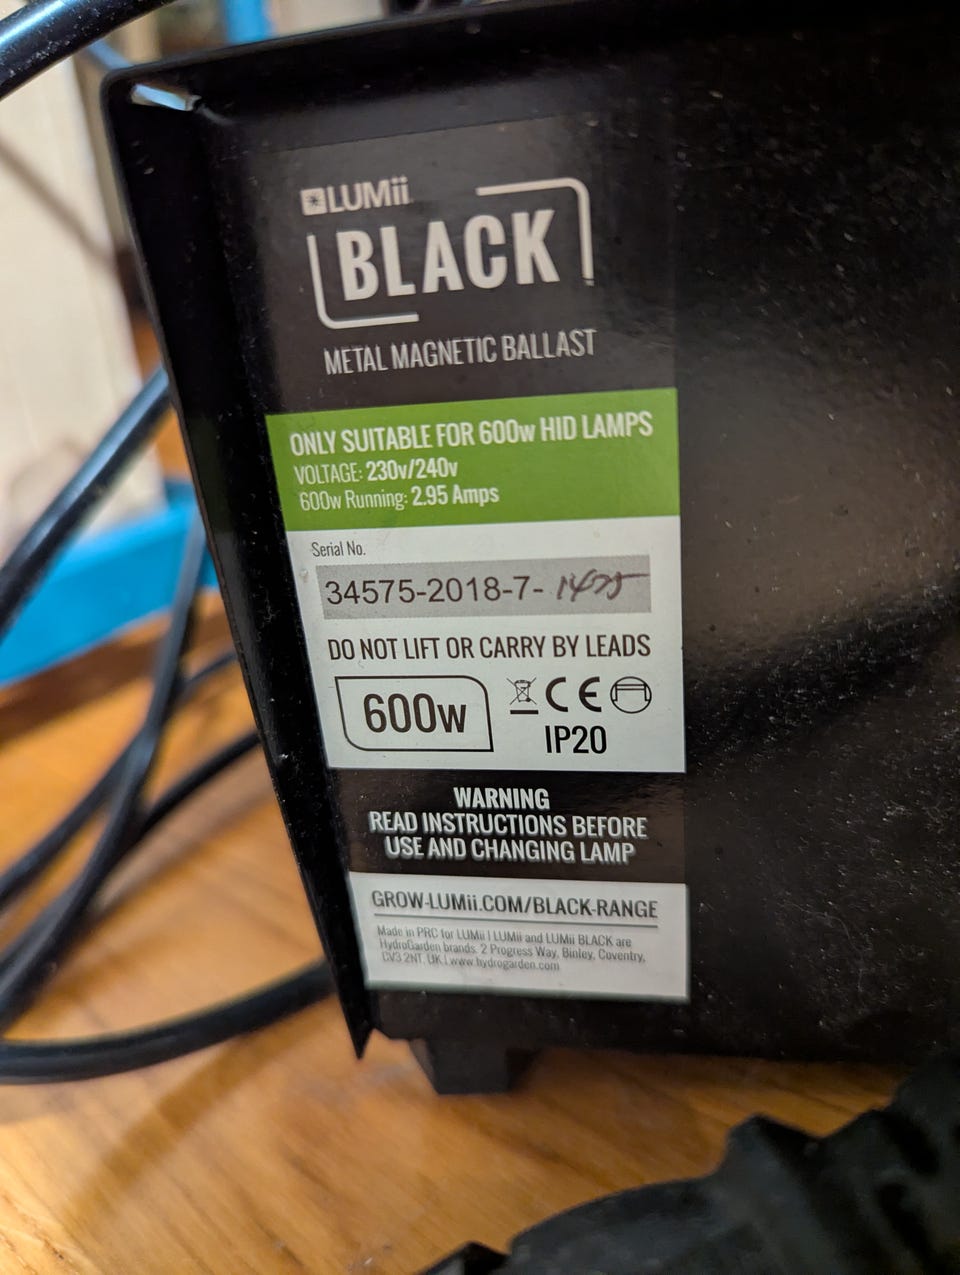 LUMii
BLACK
METAL MAGNETIC BALLAST
ONLY SUITABLE FOR 600w HID LAMPS
VOLTAGE: 230v/240v
600w Running: 2.95 Amps
Serial No.
34575-2018-7-
DO NOT LIFT OR CARRY BY LEADS
600w
CE
IP20
WARNING
READ INSTRUCTIONS BEFORE
USE AND CHANGING LAMP
GROW-LUMii.COM/BLACK-RANGE
Made in PRC for LUMii | LUMii and LUMii BLACK are
HydroGarden brands. 2 Progress Way, Binley, Coventry,
CV3 2NT. UK | www.hydrogarden.com